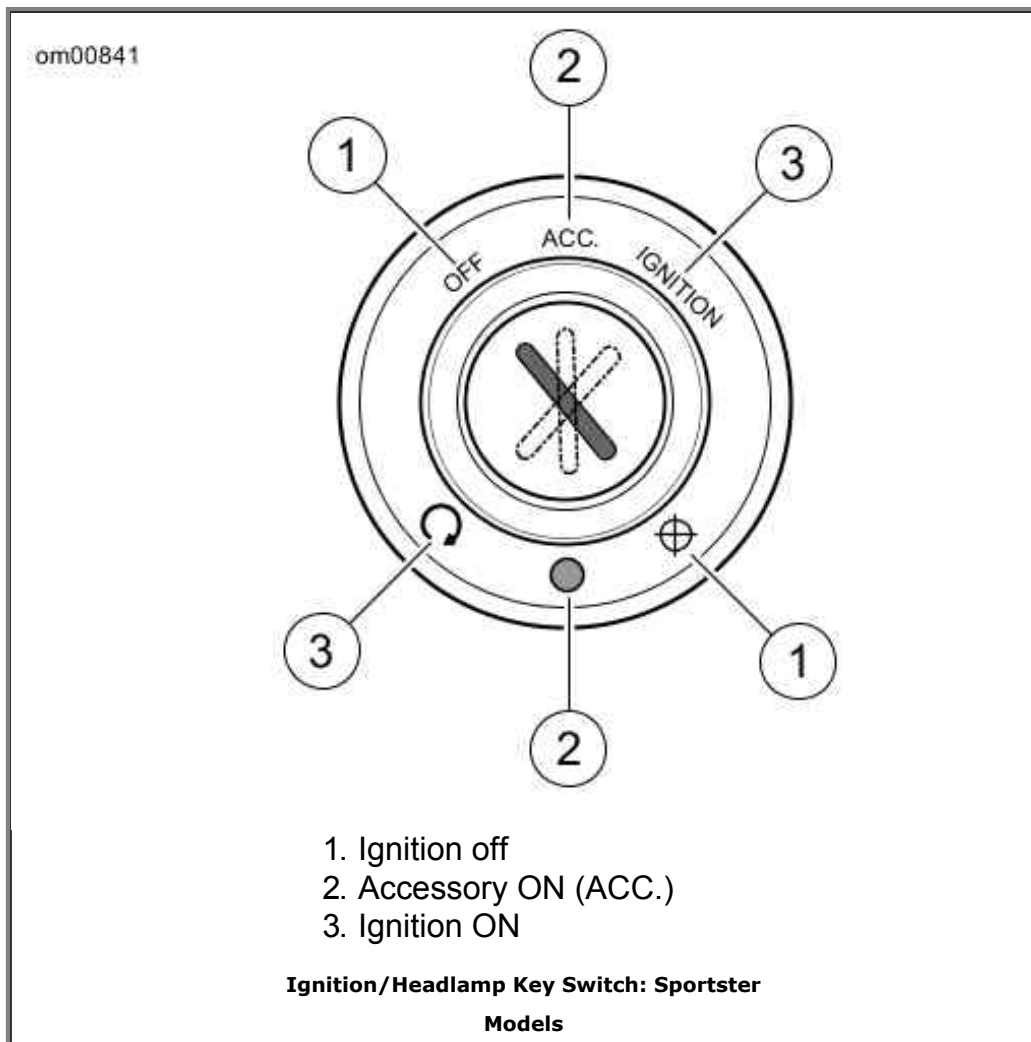 om00841
2
1
3
ACC.
OFF
IGNITION
3
1
2
1. Ignition off
2. Accessory ON (ACC.)
3. Ignition ON
Ignition/Headlamp Key Switch: Sportster
Models